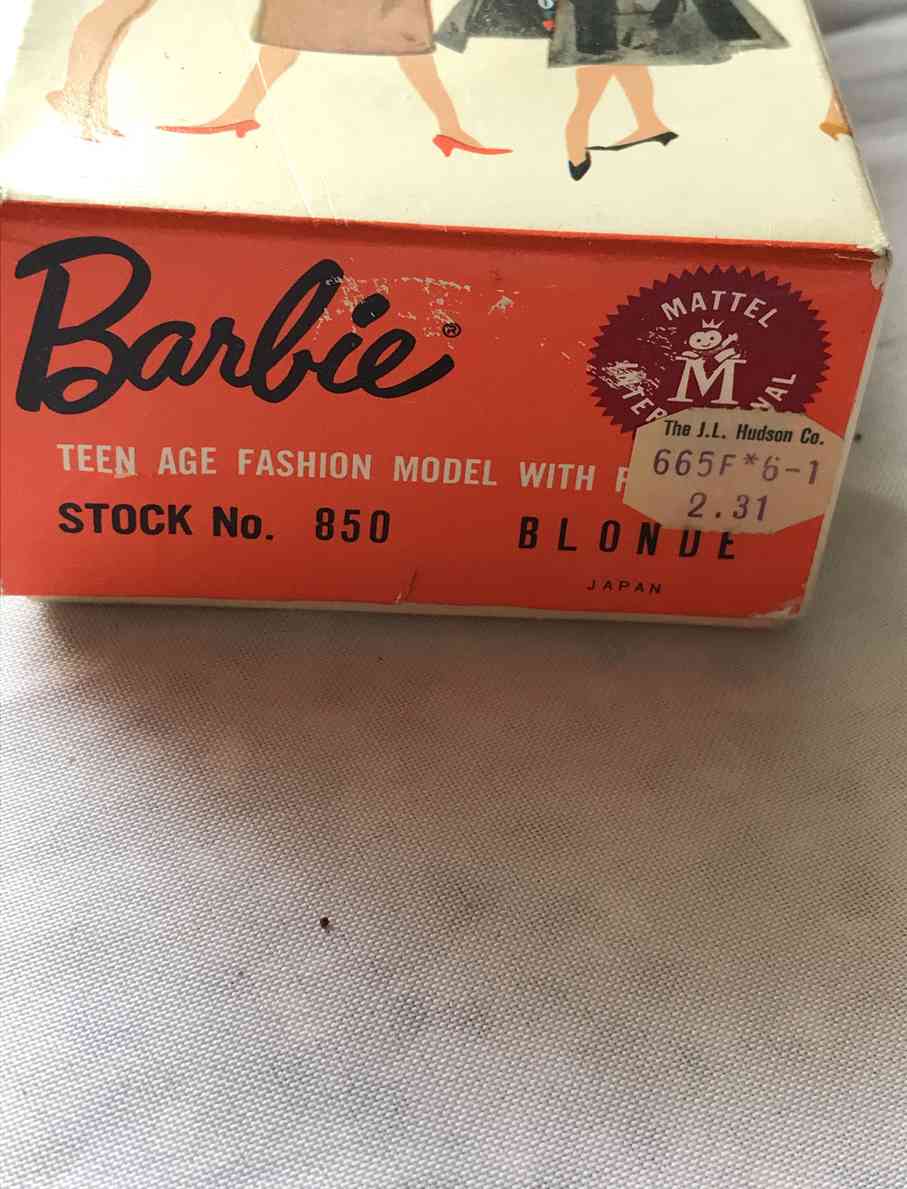 Barbie®
MATTEL
M
The J.L. Hudson Co.
665F*6-1
2.31
TEEN AGE FASHION MODEL WITH
STOCK No. 850
BLONDE
JAPAN